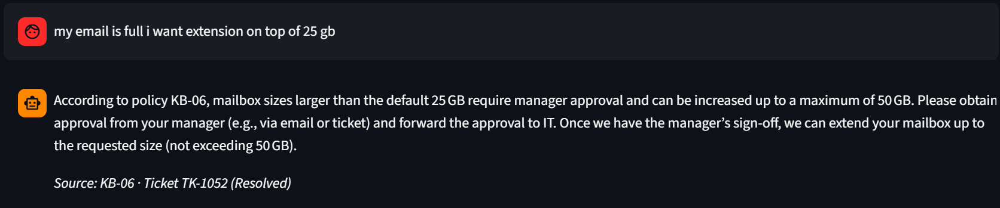 my email is full i want extension on top of 25 gb
According to policy KB-06, mailbox sizes larger than the default 25 GB require manager approval and can be increased up to a maximum of 50 GB. Please obtain
approval from your manager (e.g., via email or ticket) and forward the approval to IT. Once we have the manager’s sign-off, we can extend your mailbox up to
the requested size (not exceeding 50 GB).
Source: KB-06 · Ticket TK-1052 (Resolved)